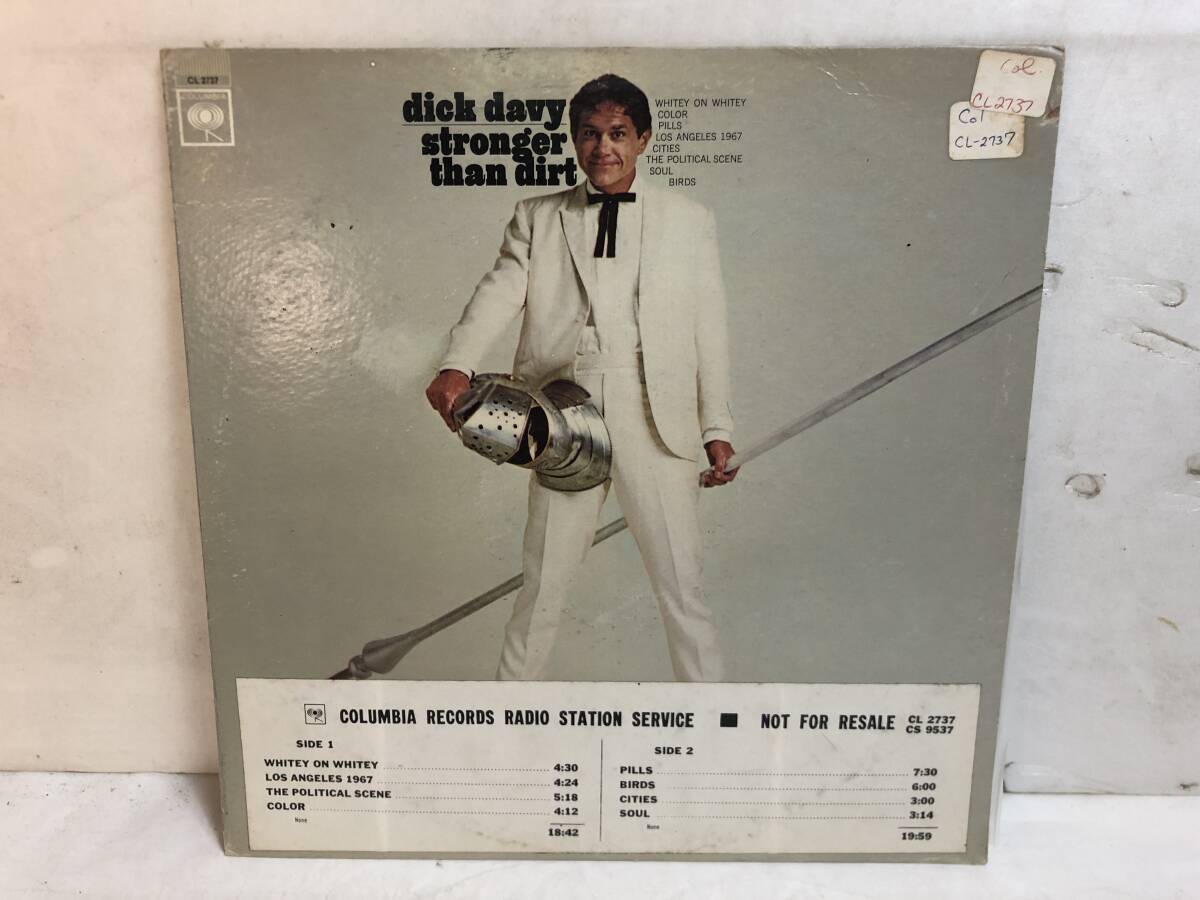 CL 2737
COLUMBIA
dick davy
stronger
than dirt
WHITEY ON WHITEY
COLOR
PILLS
LOS ANGELES 1967
CITIES
THE POLITICAL SCENE
SOUL
BIRDS
Col.
CL2737
Col
CL-2737
COLUMBIA RECORDS RADIO STATION SERVICE ■ NOT FOR RESALE CL 2737
CS 9537
SIDE 1
WHITEY ON WHITEY 4:30
LOS ANGELES 1967 4:24
THE POLITICAL SCENE 5:18
COLOR 4:12
None
18:42
SIDE 2
PILLS 7:30
BIRDS 6:00
CITIES 3:00
SOUL 3:14
None
19:59